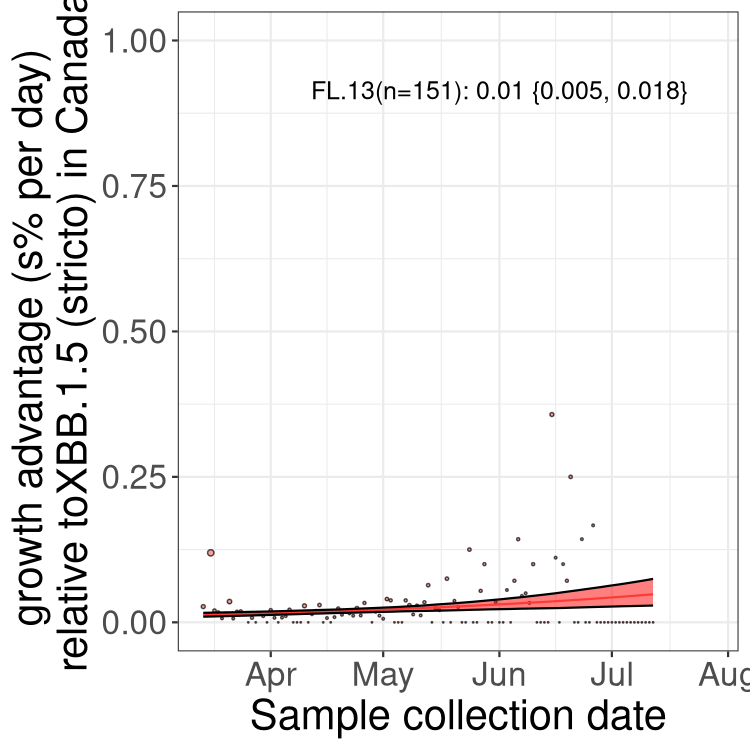 growth advantage (s% per day)
relative toXBB.1.5 (stricto) in Canada
1.00
0.75
0.50
0.25
0.00
FL.13(n=151): 0.01 {0.005, 0.018}
Apr
May
Jun
Jul
Aug
Sample collection date